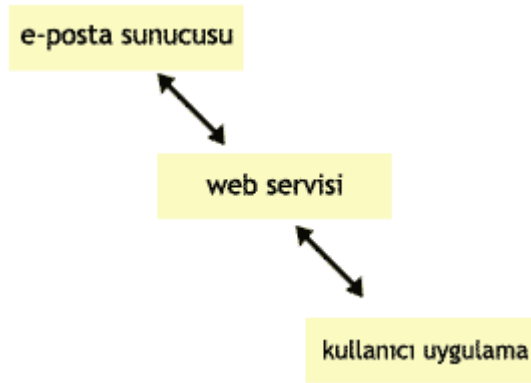 e-posta sunucusu
web servisi
kullanıcı uygulama